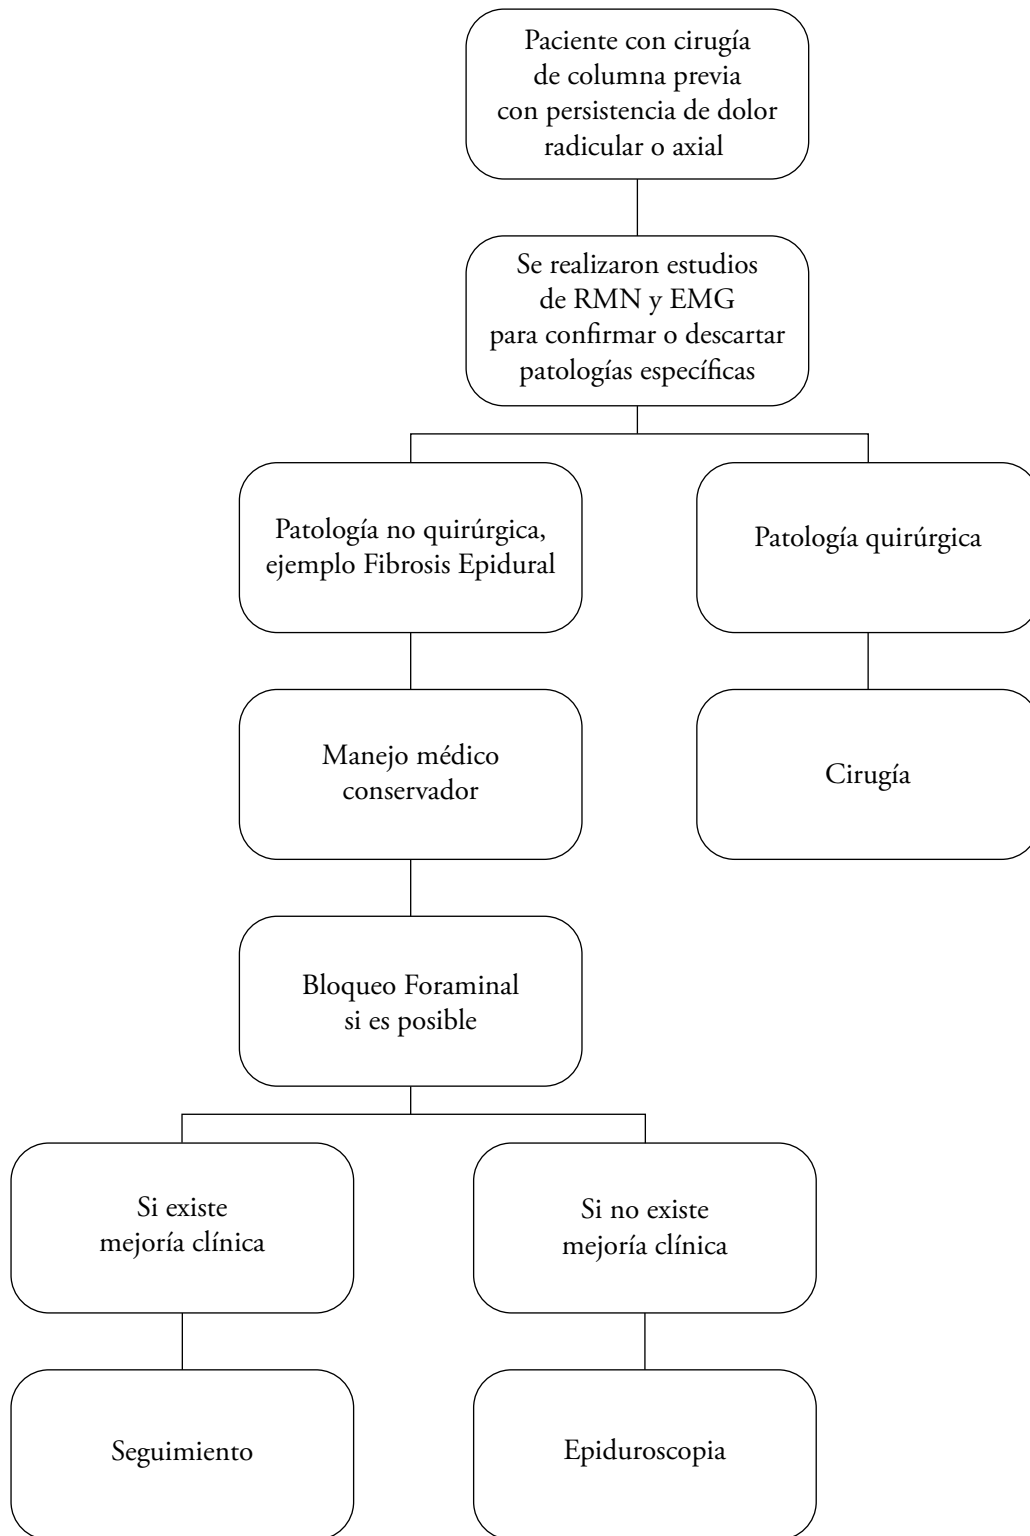 Paciente con cirugía
de columna previa
con persistencia de dolor
radicular o axial
Se realizaron estudios
de RMN y EMG
para confirmar o descartar
patologías específicas
Patología no quirúrgica,
ejemplo Fibrosis Epidural
Patología quirúrgica
Manejo médico
conservador
Cirugía
Bloqueo Foraminal
si es posible
Si existe
mejoría clínica
Si no existe
mejoría clínica
Seguimiento
Epiduroscopia